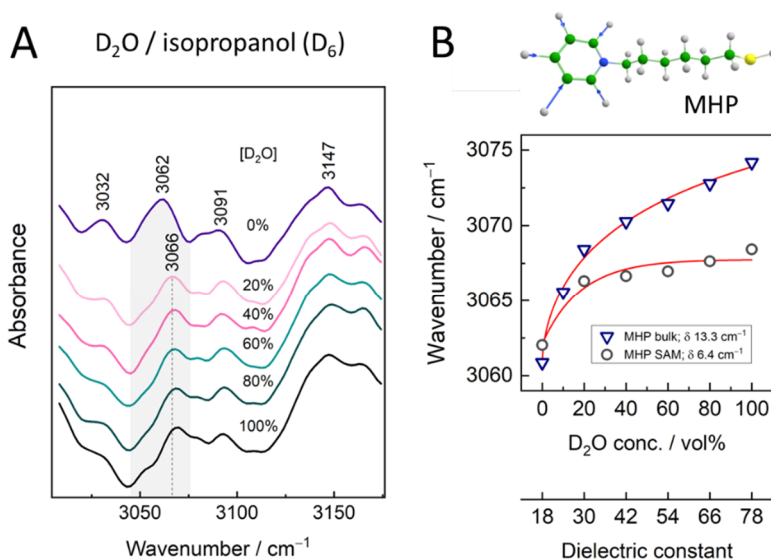 A
D₂O / isopropanol (D₆)
[D₂O]
3032
3062
3091
3147
3066
0%
20%
40%
60%
80%
100%
Absorbance
3050
3100
3150
Wavenumber / cm⁻¹
B
MHP
Wavenumber / cm⁻¹
3075
3070
3065
3060
MHP bulk; δ 13.3 cm⁻¹
MHP SAM; δ 6.4 cm⁻¹
0 20 40 60 80 100
D₂O conc. / vol%
18 30 42 54 66 78
Dielectric constant